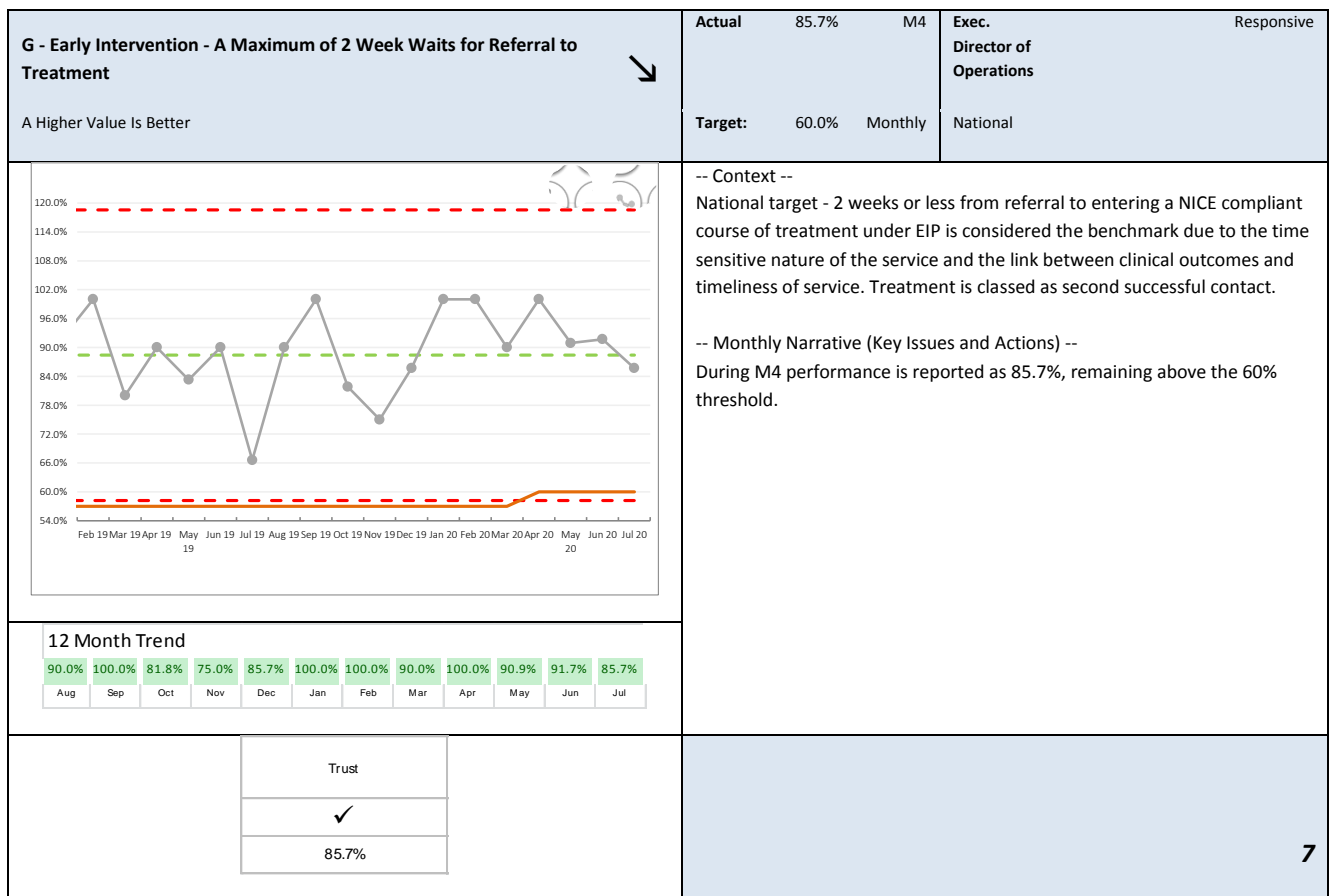 G - Early Intervention - A Maximum of 2 Week Waits for Referral to
Treatment
A Higher Value Is Better
Actual 85.7% M4
Target: 60.0% Monthly
Exec. Responsive
Director of
Operations
National
120.0%
114.0%
108.0%
102.0%
96.0%
90.0%
84.0%
78.0%
72.0%
66.0%
60.0%
54.0%
Feb 19 Mar 19 Apr 19 May 19 Jun 19 Jul 19 Aug 19 Sep 19 Oct 19 Nov 19 Dec 19 Jan 20 Feb 20 Mar 20 Apr 20 May 20 Jun 20 Jul 20
-- Context --
National target - 2 weeks or less from referral to entering a NICE compliant
course of treatment under EIP is considered the benchmark due to the time
sensitive nature of the service and the link between clinical outcomes and
timeliness of service. Treatment is classed as second successful contact.
-- Monthly Narrative (Key Issues and Actions) --
During M4 performance is reported as 85.7%, remaining above the 60%
threshold.
12 Month Trend
90.0% 100.0% 81.8% 75.0% 85.7% 100.0% 100.0% 90.0% 100.0% 90.9% 91.7% 85.7%
Aug Sep Oct Nov Dec Jan Feb Mar Apr May Jun Jul
Trust
✓
85.7%
7